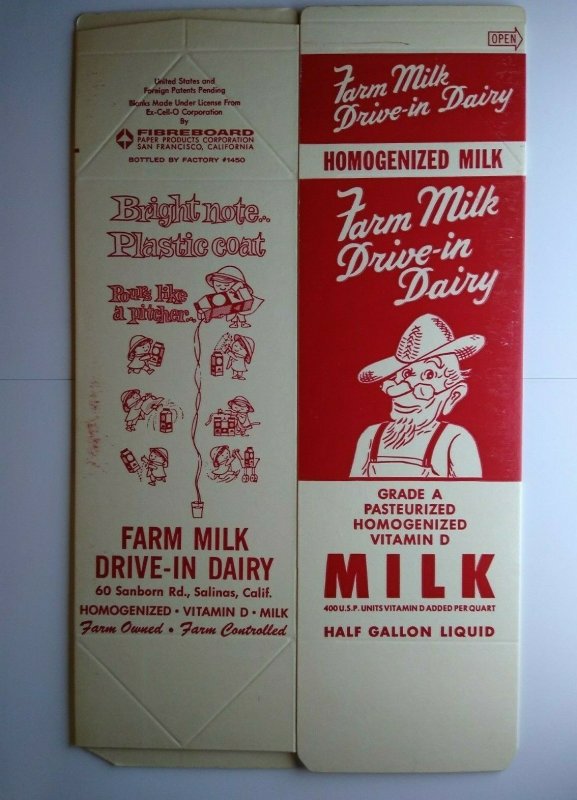 United States and
Foreign Patents Pending
Blanks Made Under License From
Ex-Cell-O Corporation
By
FIBREBOARD
PAPER PRODUCTS CORPORATION
SAN FRANCISCO, CALIFORNIA
BOTTLED BY FACTORY #1450
Bright note...
Plastic coat
Pours like
a pitcher...
FARM MILK
DRIVE-IN DAIRY
60 Sanborn Rd., Salinas, Calif.
HOMOGENIZED • VITAMIN D • MILK
Farm Owned • Farm Controlled
OPEN
Farm Milk
Drive-in Dairy
HOMOGENIZED MILK
Farm Milk
Drive-in
Dairy
GRADE A
PASTEURIZED
HOMOGENIZED
VITAMIN D
MILK
400 U.S.P. UNITS VITAMIN D ADDED PER QUART
HALF GALLON LIQUID